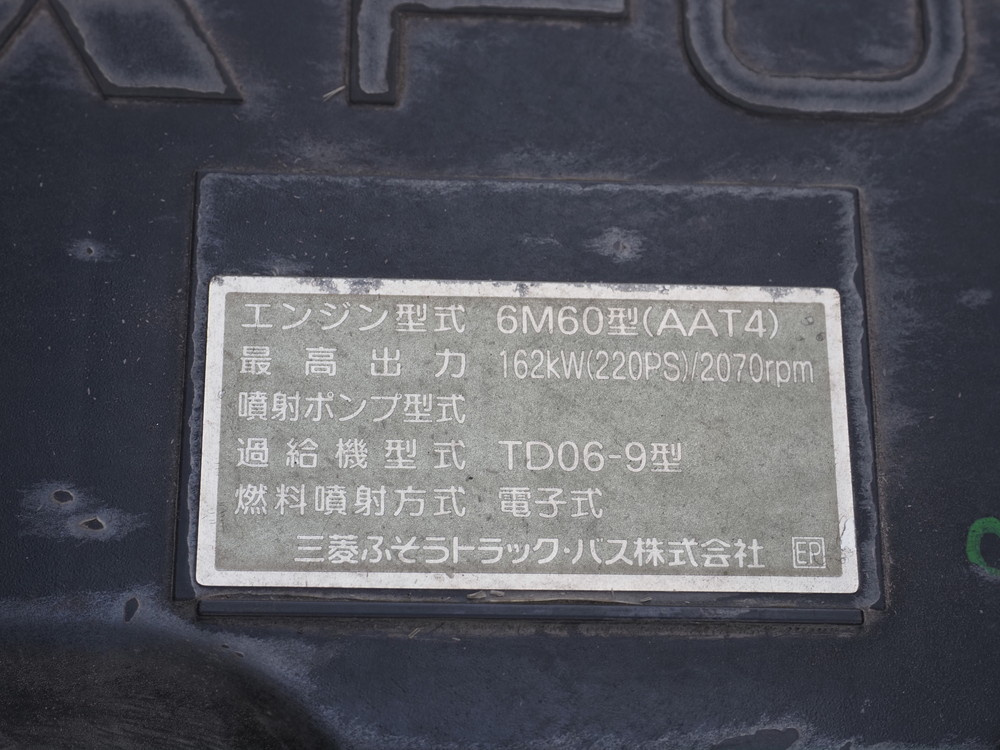 エンジン型式 6M60型(AAT4)
最高出力 162kW(220PS)/2070rpm
噴射ポンプ型式
過給機型式 TD06-9型
燃料噴射方式 電子式
三菱ふそうトラック・バス株式会社 EP